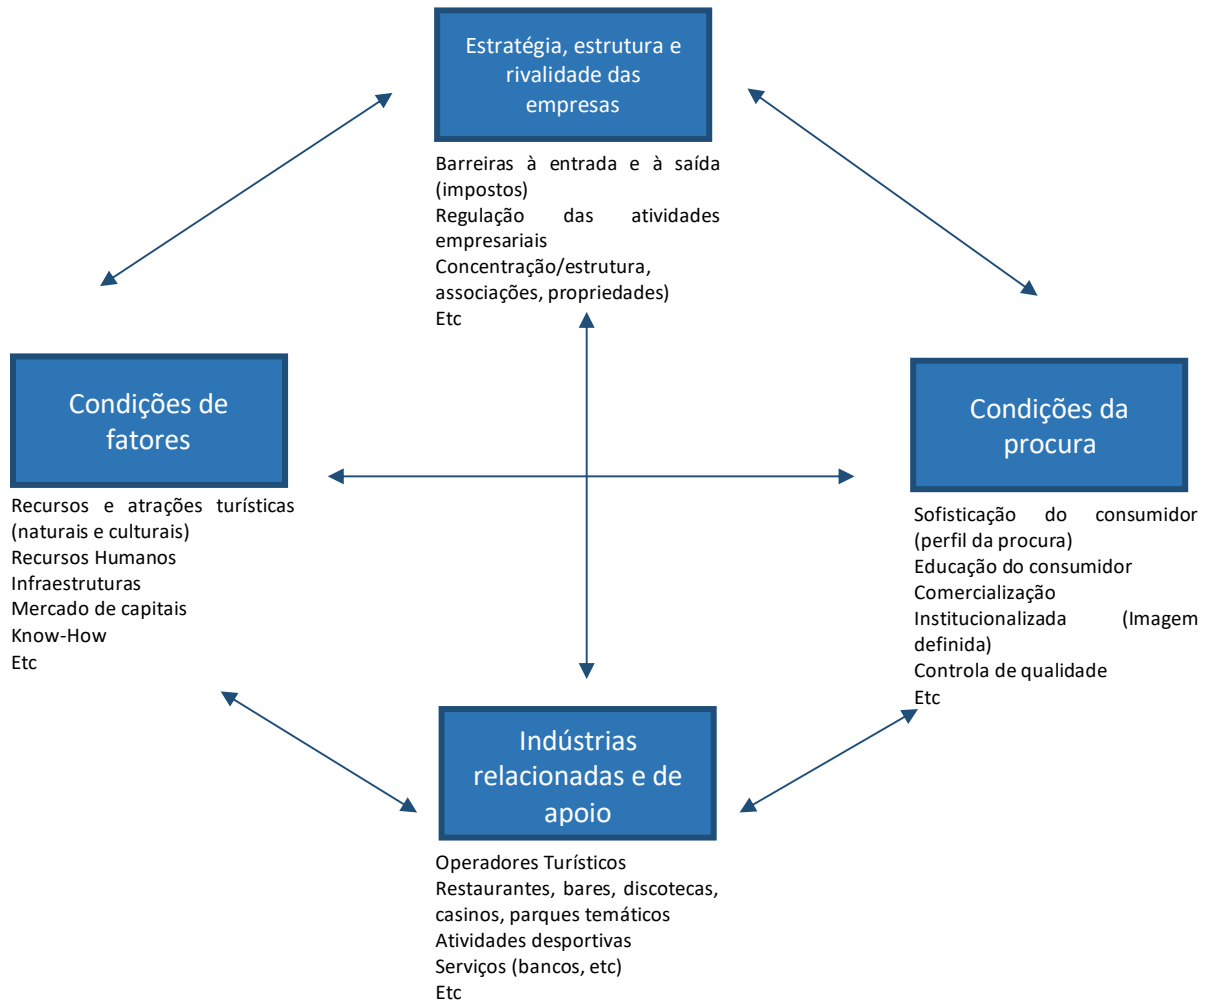 Estratégia, estrutura e
rivalidade das
empresas
Barreiras à entrada e à saída
(impostos)
Regulação das atividades
empresariais
Concentração/estrutura,
associações, propriedades)
Etc
Condições de
fatores
Recursos e atrações turísticas
(naturais e culturais)
Recursos Humanos
Infraestruturas
Mercado de capitais
Know-How
Etc
Condições da
procura
Sofisticação do consumidor
(perfil da procura)
Educação do consumidor
Comercialização
Institucionalizada (Imagem
definida)
Controla de qualidade
Etc
Indústrias
relacionadas e de
apoio
Operadores Turísticos
Restaurantes, bares, discotecas,
casinos, parques temáticos
Atividades desportivas
Serviços (bancos, etc)
Etc